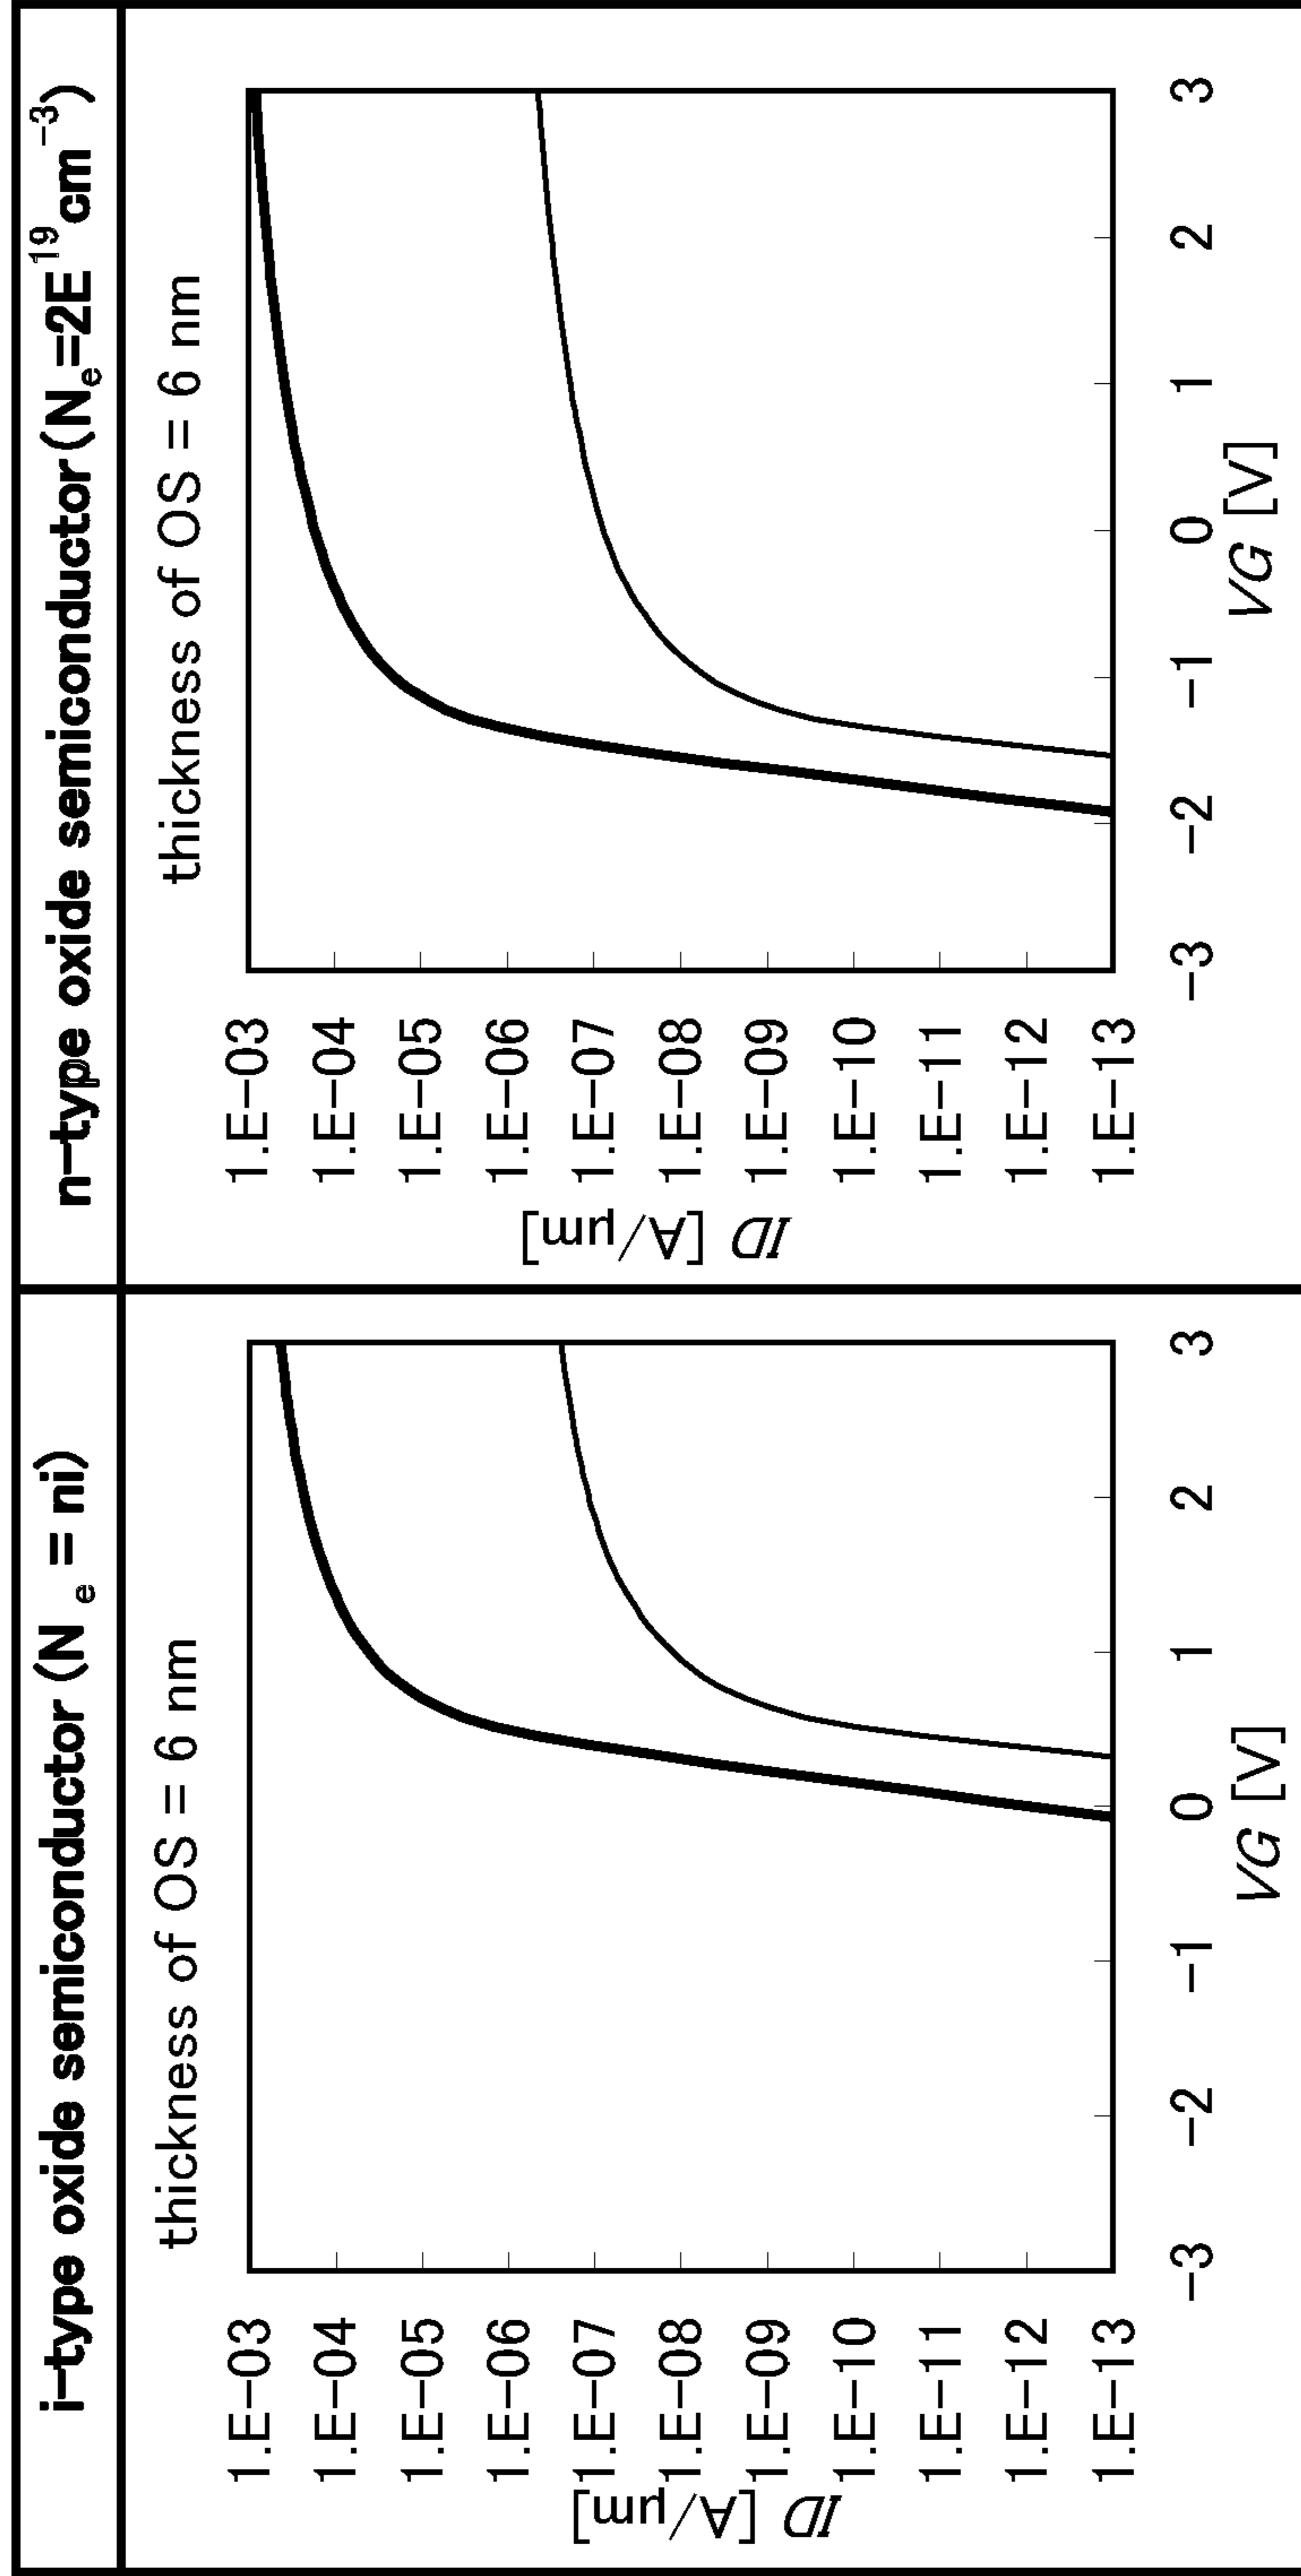 i-type oxide semiconductor (N e = ni)
thickness of OS = 6 nm
1.E-03
1.E-04
1.E-05
1.E-06
1.E-07
1.E-08
1.E-09
1.E-10
1.E-11
1.E-12
1.E-13
ID [A/μm]
-3 -2 -1 0 1 2 3
VG [V]
n-type oxide semiconductor (Ne=2E19cm-3)
thickness of OS = 6 nm
1.E-03
1.E-04
1.E-05
1.E-06
1.E-07
1.E-08
1.E-09
1.E-10
1.E-11
1.E-12
1.E-13
ID [A/μm]
-3 -2 -1 0 1 2 3
VG [V]